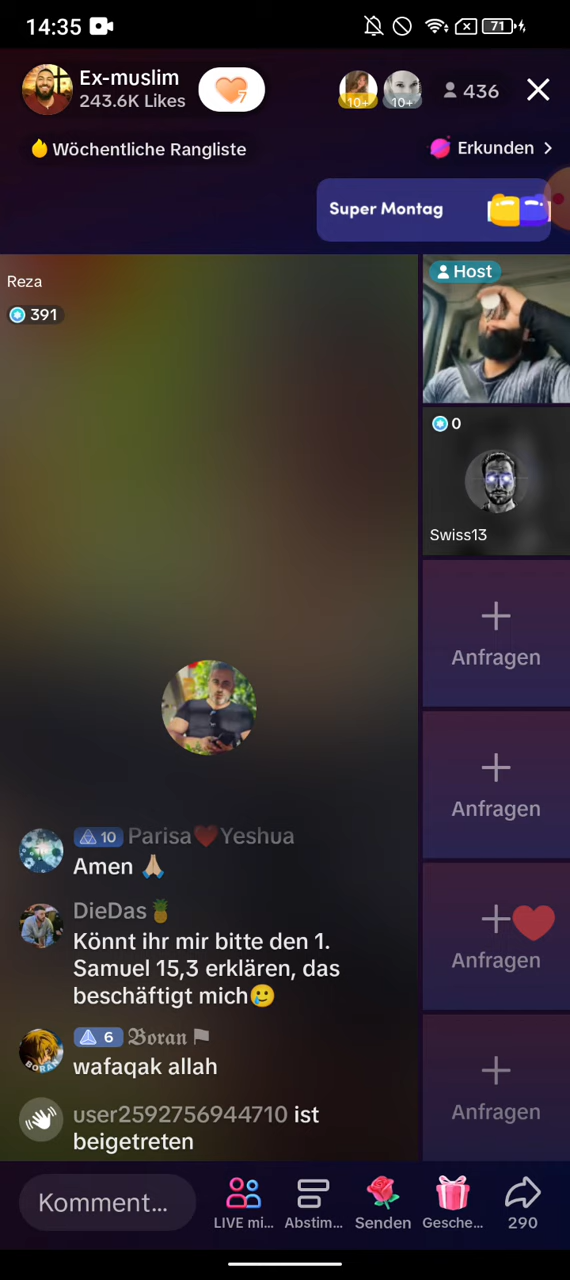 14:35
71
Ex-muslim
243.6K Likes
7
10+
10+
436
Wöchentliche Rangliste
Erkunden
Super Montag
Reza
391
Host
0
Swiss13
Anfragen
Anfragen
Anfragen
Anfragen
10 Parisa❤️Yeshua
Amen 🙏🏼
DieDas🍍
Könnt ihr mir bitte den 1.
Samuel 15,3 erklären, das
beschäftigt mich🥲
6 𝕭𝖔𝖗𝖆𝖓 ⚑
BORAN
wafaqak allah
user2592756944710 ist
beigetreten
Komment...
LIVE mi...
Abstim...
Senden
Gesche...
290